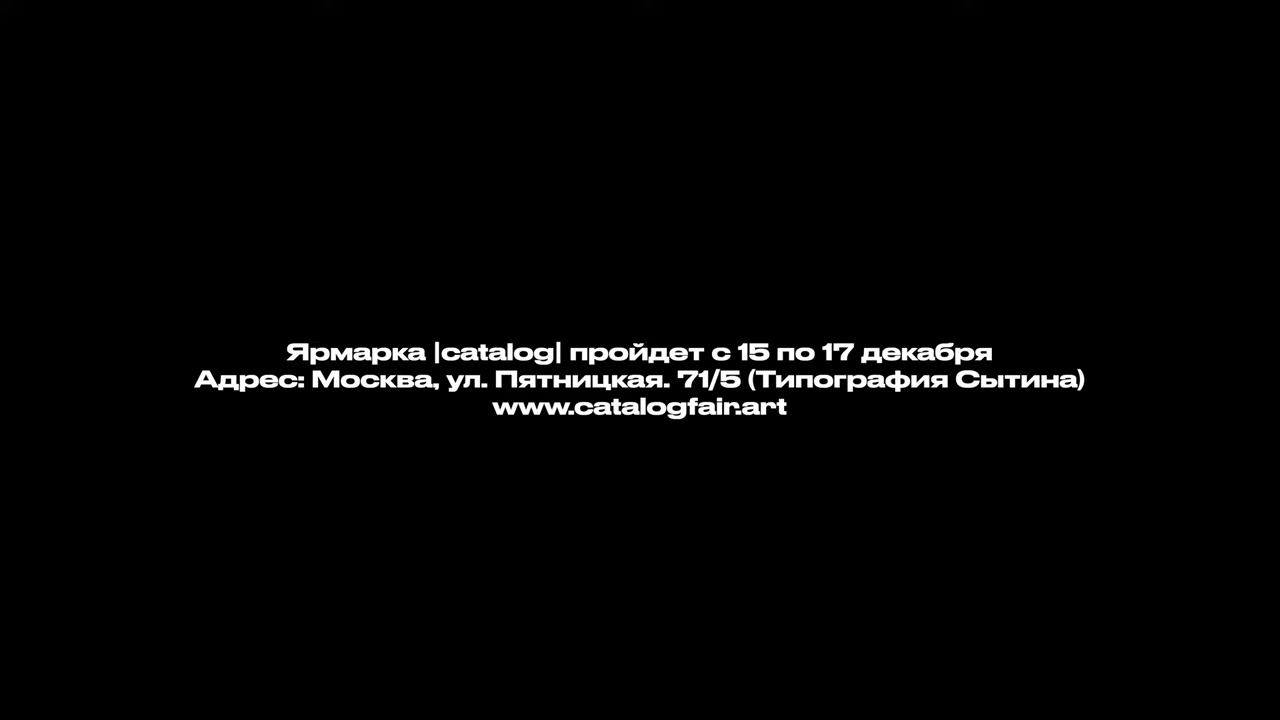 Ярмарка |catalog| пройдет с 15 по 17 декабря
Адрес: Москва, ул. Пятницкая. 71/5 (Типография Сытина)
www.catalogfair.art